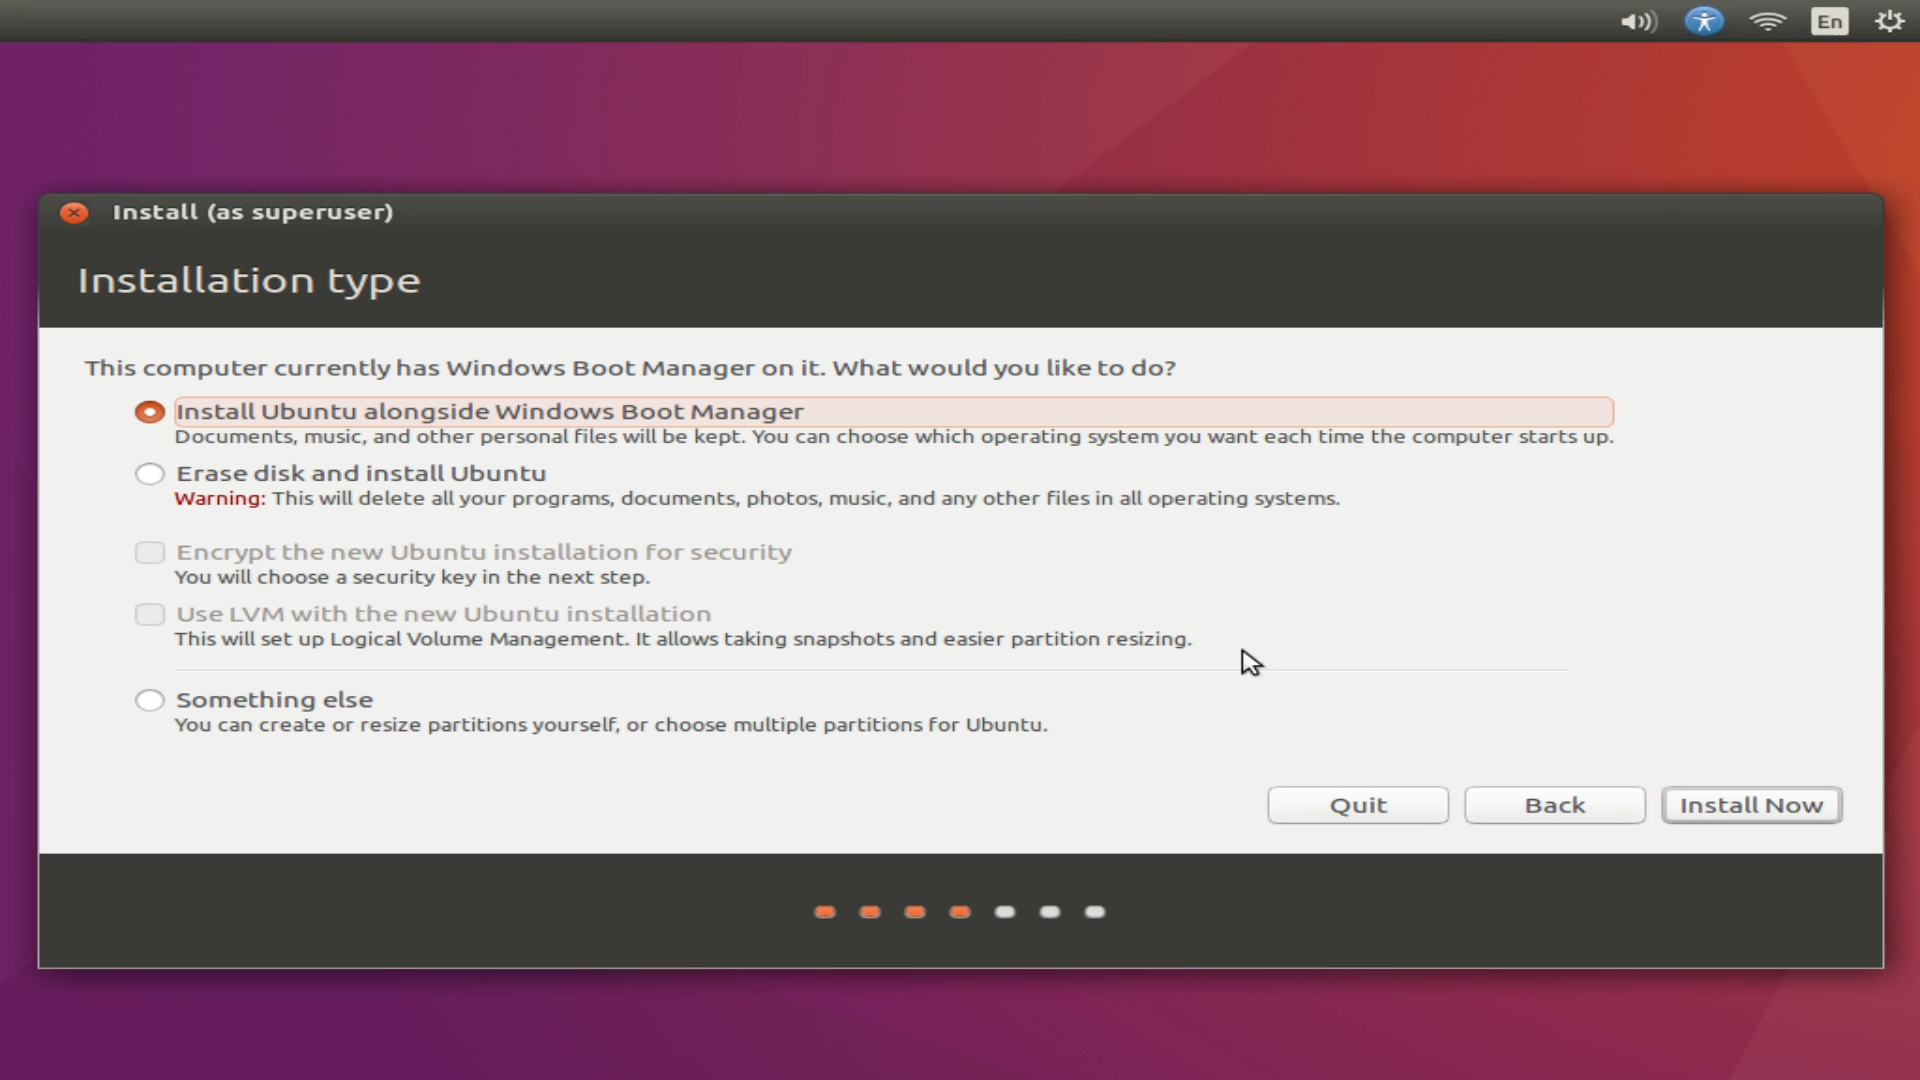 En
Install (as superuser)
Installation type
This computer currently has Windows Boot Manager on it. What would you like to do?
Install Ubuntu alongside Windows Boot Manager
Documents, music, and other personal files will be kept. You can choose which operating system you want each time the computer starts up.
Erase disk and install Ubuntu
Warning: This will delete all your programs, documents, photos, music, and any other files in all operating systems.
Encrypt the new Ubuntu installation for security
You will choose a security key in the next step.
Use LVM with the new Ubuntu installation
This will set up Logical Volume Management. It allows taking snapshots and easier partition resizing.
Something else
You can create or resize partitions yourself, or choose multiple partitions for Ubuntu.
Quit Back Install Now